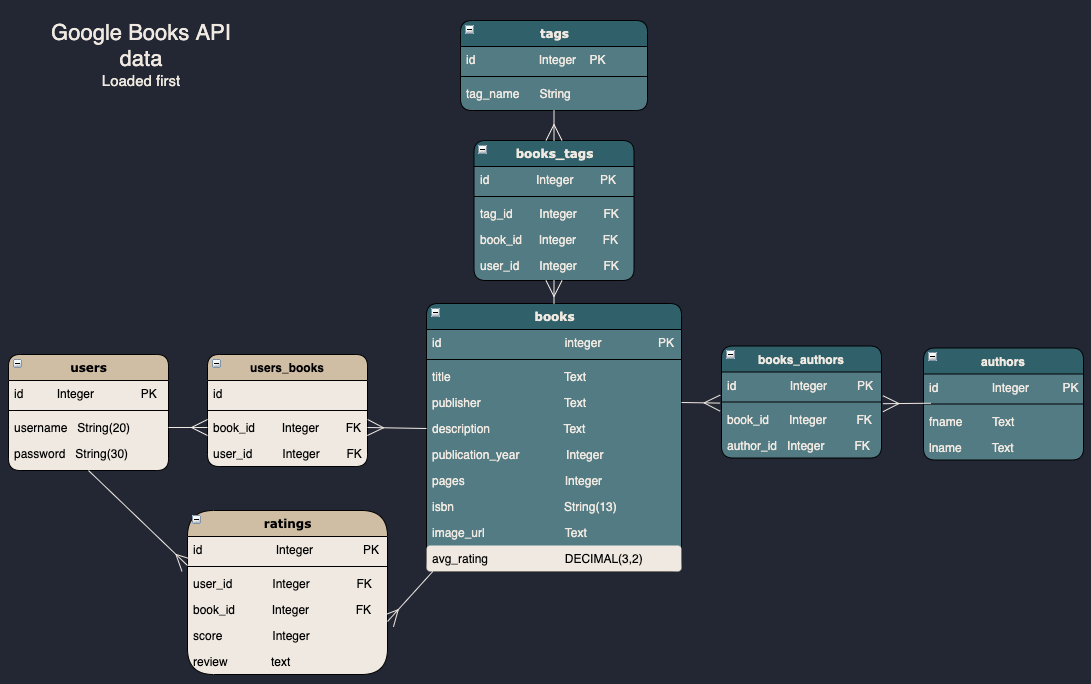 Google Books API
data
Loaded first
tags
id Integer PK
tag_name String
books_tags
id Integer PK
tag_id Integer FK
book_id Integer FK
user_id Integer FK
books
id integer PK
title Text
publisher Text
description Text
publication_year Integer
pages Integer
isbn String(13)
image_url Text
avg_rating DECIMAL(3,2)
users
id Integer PK
username String(20)
password String(30)
users_books
id
book_id Integer FK
user_id Integer FK
ratings
id Integer PK
user_id Integer FK
book_id Integer FK
score Integer
review text
books_authors
id Integer PK
book_id Integer FK
author_id Integer FK
authors
id Integer PK
fname Text
lname Text